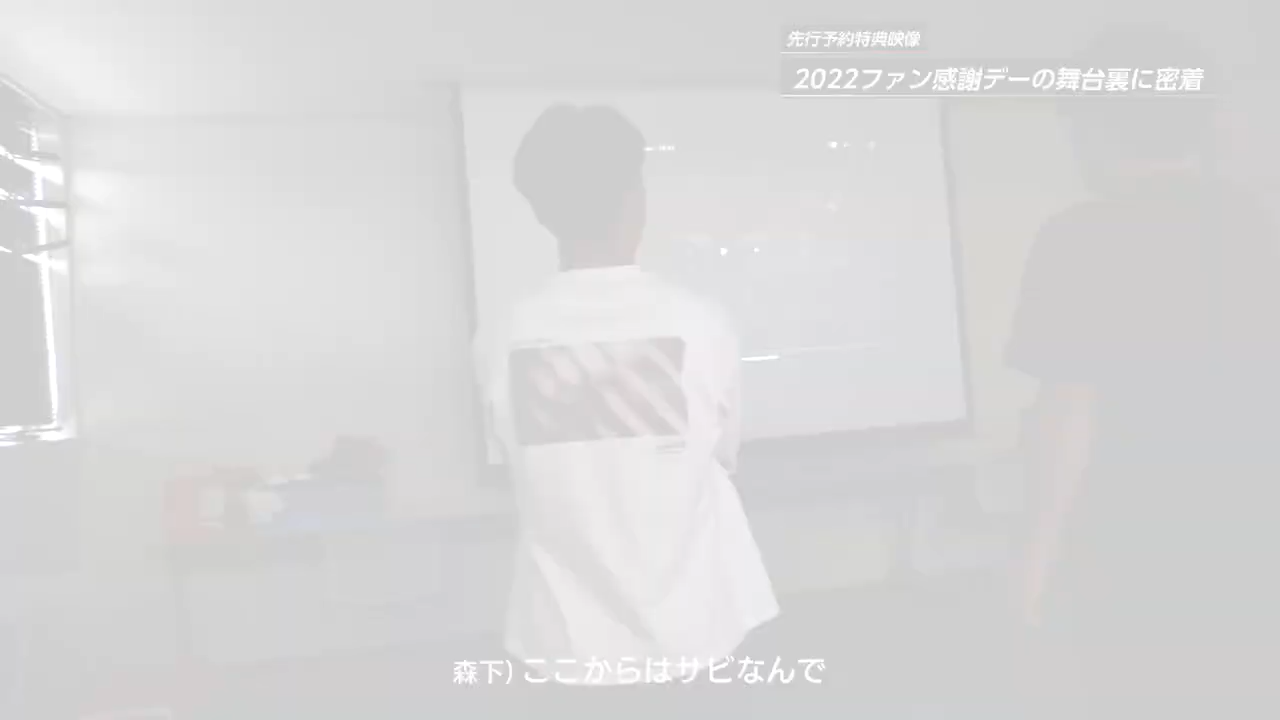 先行予約特典映像
2022ファン感謝デーの舞台裏に密着
森下）ここからはサビなんで